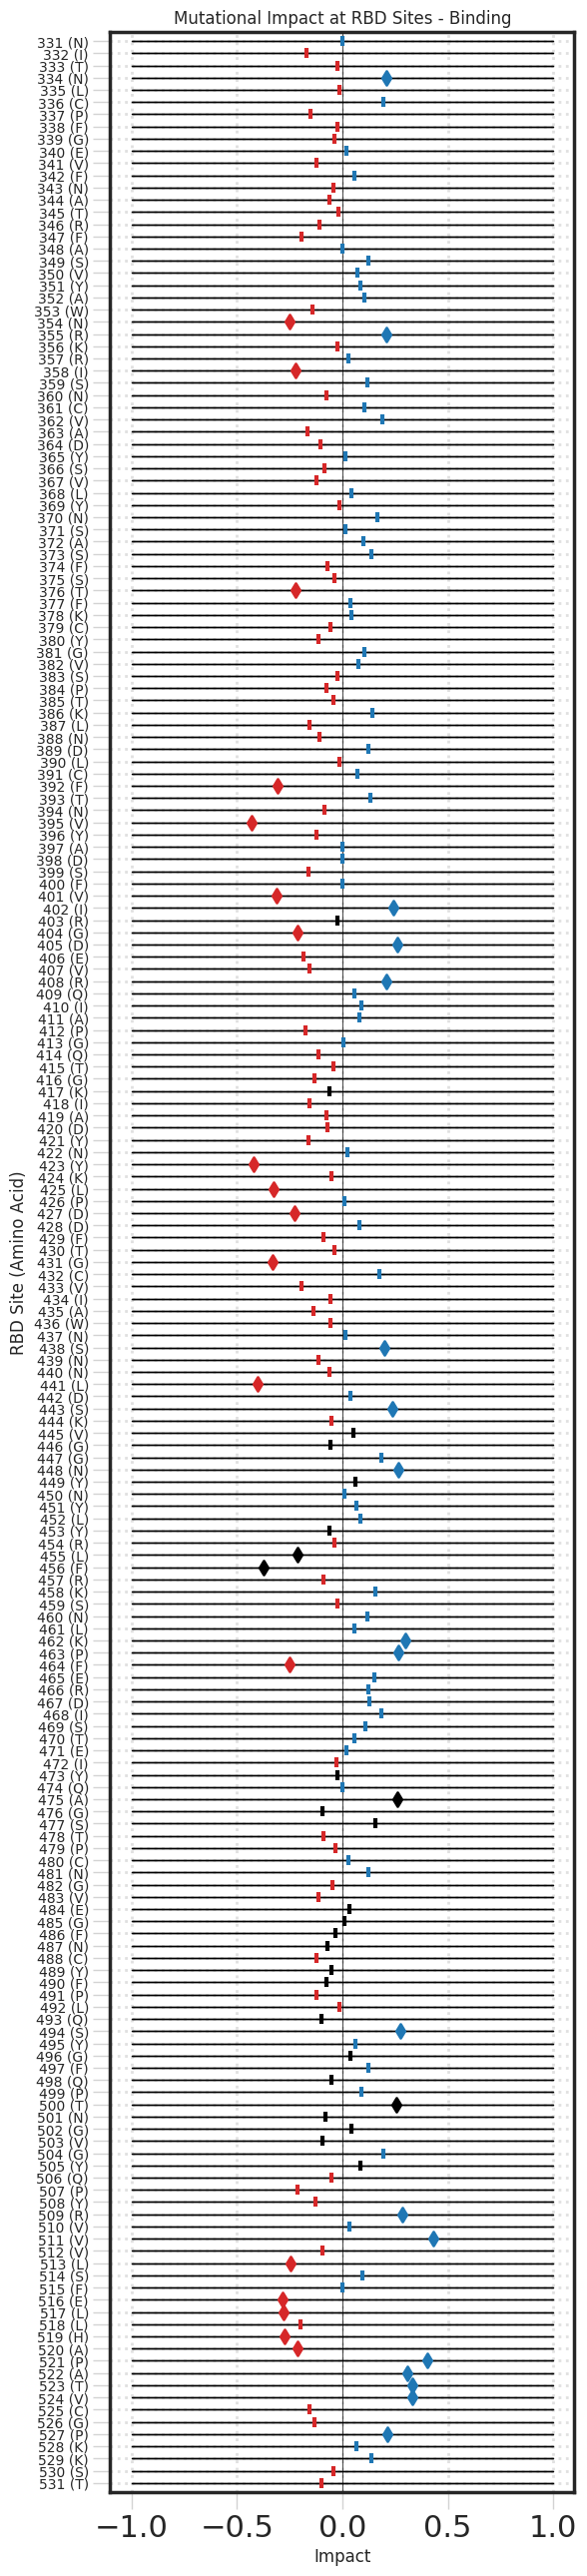 Mutational Impact at RBD Sites - Binding
331 (N)
332 (I)
333 (T)
334 (N)
335 (L)
336 (C)
337 (P)
338 (F)
339 (G)
340 (E)
341 (V)
342 (F)
343 (N)
344 (A)
345 (T)
346 (R)
347 (F)
348 (A)
349 (S)
350 (V)
351 (Y)
352 (A)
353 (W)
354 (N)
355 (R)
356 (K)
357 (R)
358 (I)
359 (S)
360 (N)
361 (C)
362 (V)
363 (A)
364 (D)
365 (Y)
366 (S)
367 (V)
368 (L)
369 (Y)
370 (N)
371 (S)
372 (A)
373 (S)
374 (F)
375 (S)
376 (T)
377 (F)
378 (K)
379 (C)
380 (Y)
381 (G)
382 (V)
383 (S)
384 (P)
385 (T)
386 (K)
387 (L)
388 (N)
389 (D)
390 (L)
391 (C)
392 (F)
393 (T)
394 (N)
395 (V)
396 (Y)
397 (A)
398 (D)
399 (S)
400 (F)
401 (V)
402 (I)
403 (R)
404 (G)
405 (D)
406 (E)
407 (V)
408 (R)
409 (Q)
410 (I)
411 (A)
412 (P)
413 (G)
414 (Q)
415 (T)
416 (G)
417 (K)
418 (I)
419 (A)
420 (D)
421 (Y)
422 (N)
423 (Y)
424 (K)
425 (L)
426 (P)
427 (D)
428 (D)
429 (F)
430 (T)
431 (G)
432 (C)
433 (V)
434 (I)
435 (A)
436 (W)
437 (N)
438 (S)
439 (N)
440 (N)
441 (L)
442 (D)
443 (S)
444 (K)
445 (V)
446 (G)
447 (G)
448 (N)
449 (Y)
450 (N)
451 (Y)
452 (L)
453 (Y)
454 (R)
455 (L)
456 (F)
457 (R)
458 (K)
459 (S)
460 (N)
461 (L)
462 (K)
463 (P)
464 (F)
465 (E)
466 (R)
467 (D)
468 (I)
469 (S)
470 (T)
471 (E)
472 (I)
473 (Y)
474 (Q)
475 (A)
476 (G)
477 (S)
478 (T)
479 (P)
480 (C)
481 (N)
482 (G)
483 (V)
484 (E)
485 (G)
486 (F)
487 (N)
488 (C)
489 (Y)
490 (F)
491 (P)
492 (L)
493 (Q)
494 (S)
495 (Y)
496 (G)
497 (F)
498 (Q)
499 (P)
500 (T)
501 (N)
502 (G)
503 (V)
504 (G)
505 (Y)
506 (Q)
507 (P)
508 (Y)
509 (R)
510 (V)
511 (V)
512 (V)
513 (L)
514 (S)
515 (F)
516 (E)
517 (L)
518 (L)
519 (H)
520 (A)
521 (P)
522 (A)
523 (T)
524 (V)
525 (C)
526 (G)
527 (P)
528 (K)
529 (K)
530 (S)
531 (T)
RBD Site (Amino Acid)
−1.0 −0.5 0.0 0.5 1.0
Impact